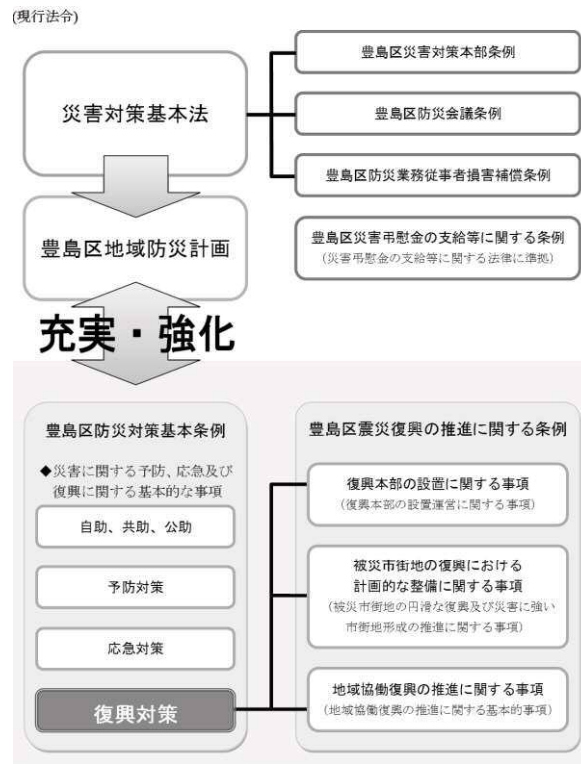 (現行法令)
災害対策基本法
豊島区災害対策本部条例
豊島区防災会議条例
豊島区防災業務従事者損害補償条例
豊島区地域防災計画
豊島区災害弔慰金の支給等に関する条例
(災害弔慰金の支給等に関する法律に準拠)
充実・強化
豊島区防災対策基本条例
◆災害に関する予防、応急及び
復興に関する基本的な事項
自助、共助、公助
予防対策
応急対策
復興対策
豊島区震災復興の推進に関する条例
復興本部の設置に関する事項
(復興本部の設置運営に関する事項)
被災市街地の復興における
計画的な整備に関する事項
(被災市街地の円滑な復興及び災害に強い
市街地形成の推進に関する事項)
地域協働復興の推進に関する事項
(地域協働復興の推進に関する基本的事項)